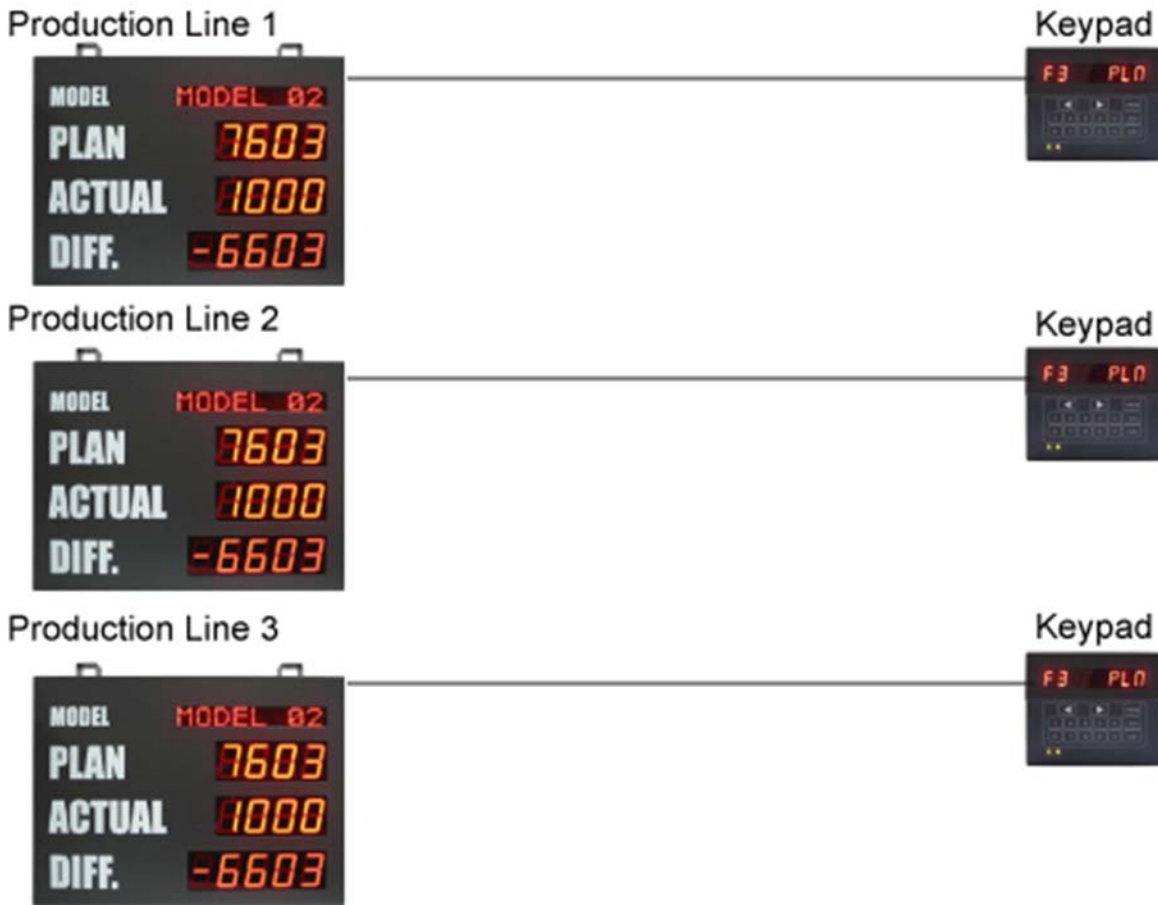 Production Line 1
Keypad
MODEL MODEL 02
PLAN 7603
ACTUAL 1000
DIFF. -6603
F3 PLN
Production Line 2
Keypad
MODEL MODEL 02
PLAN 7603
ACTUAL 1000
DIFF. -6603
F3 PLN
Production Line 3
Keypad
MODEL MODEL 02
PLAN 7603
ACTUAL 1000
DIFF. -6603
F3 PLN